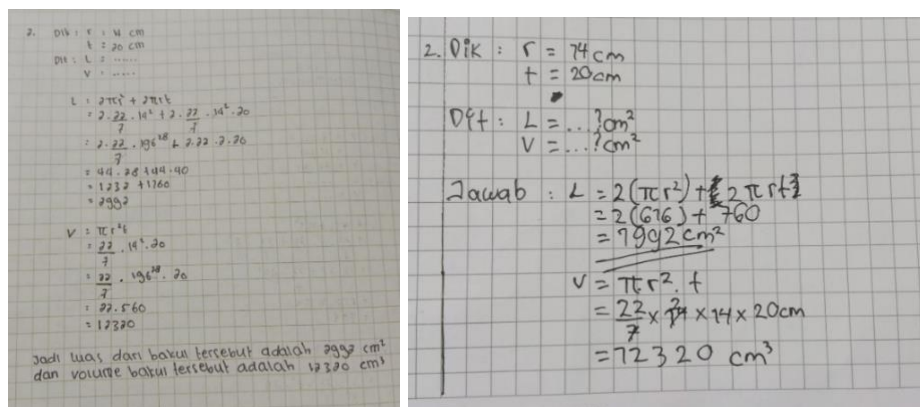 2. Dik : r : 14 cm
t : 20 cm
Dit : L : ......
V : ......
L : 2πr² + 2πrt
: 2 . 22/7 . 14² + 2 . 22/7 . 14² . 20
: 2 . 22/7 . 196²⁸ + 2.22 . 2.20
= 44 . 28 + 44 . 40
= 1232 + 1760
= 2992
V : πr²t
: 22/7 . 14² . 20
: 22/7 . 196²⁸ . 20
: 22 . 560
= 12320
Jadi luas dari bakul tersebut adalah 2992 cm²
dan volume bakul tersebut adalah 12320 cm³
2. Dik : r = 14 cm
t = 20 cm
Dit : L = ...? cm²
V = ...? cm²
Jawab : L = 2(πr²) + 2πrt
= 2(616) + 760
= 1992 cm²
V = πr² . t
= 22/7 × 14 × 14 × 20 cm
= 12320 cm³